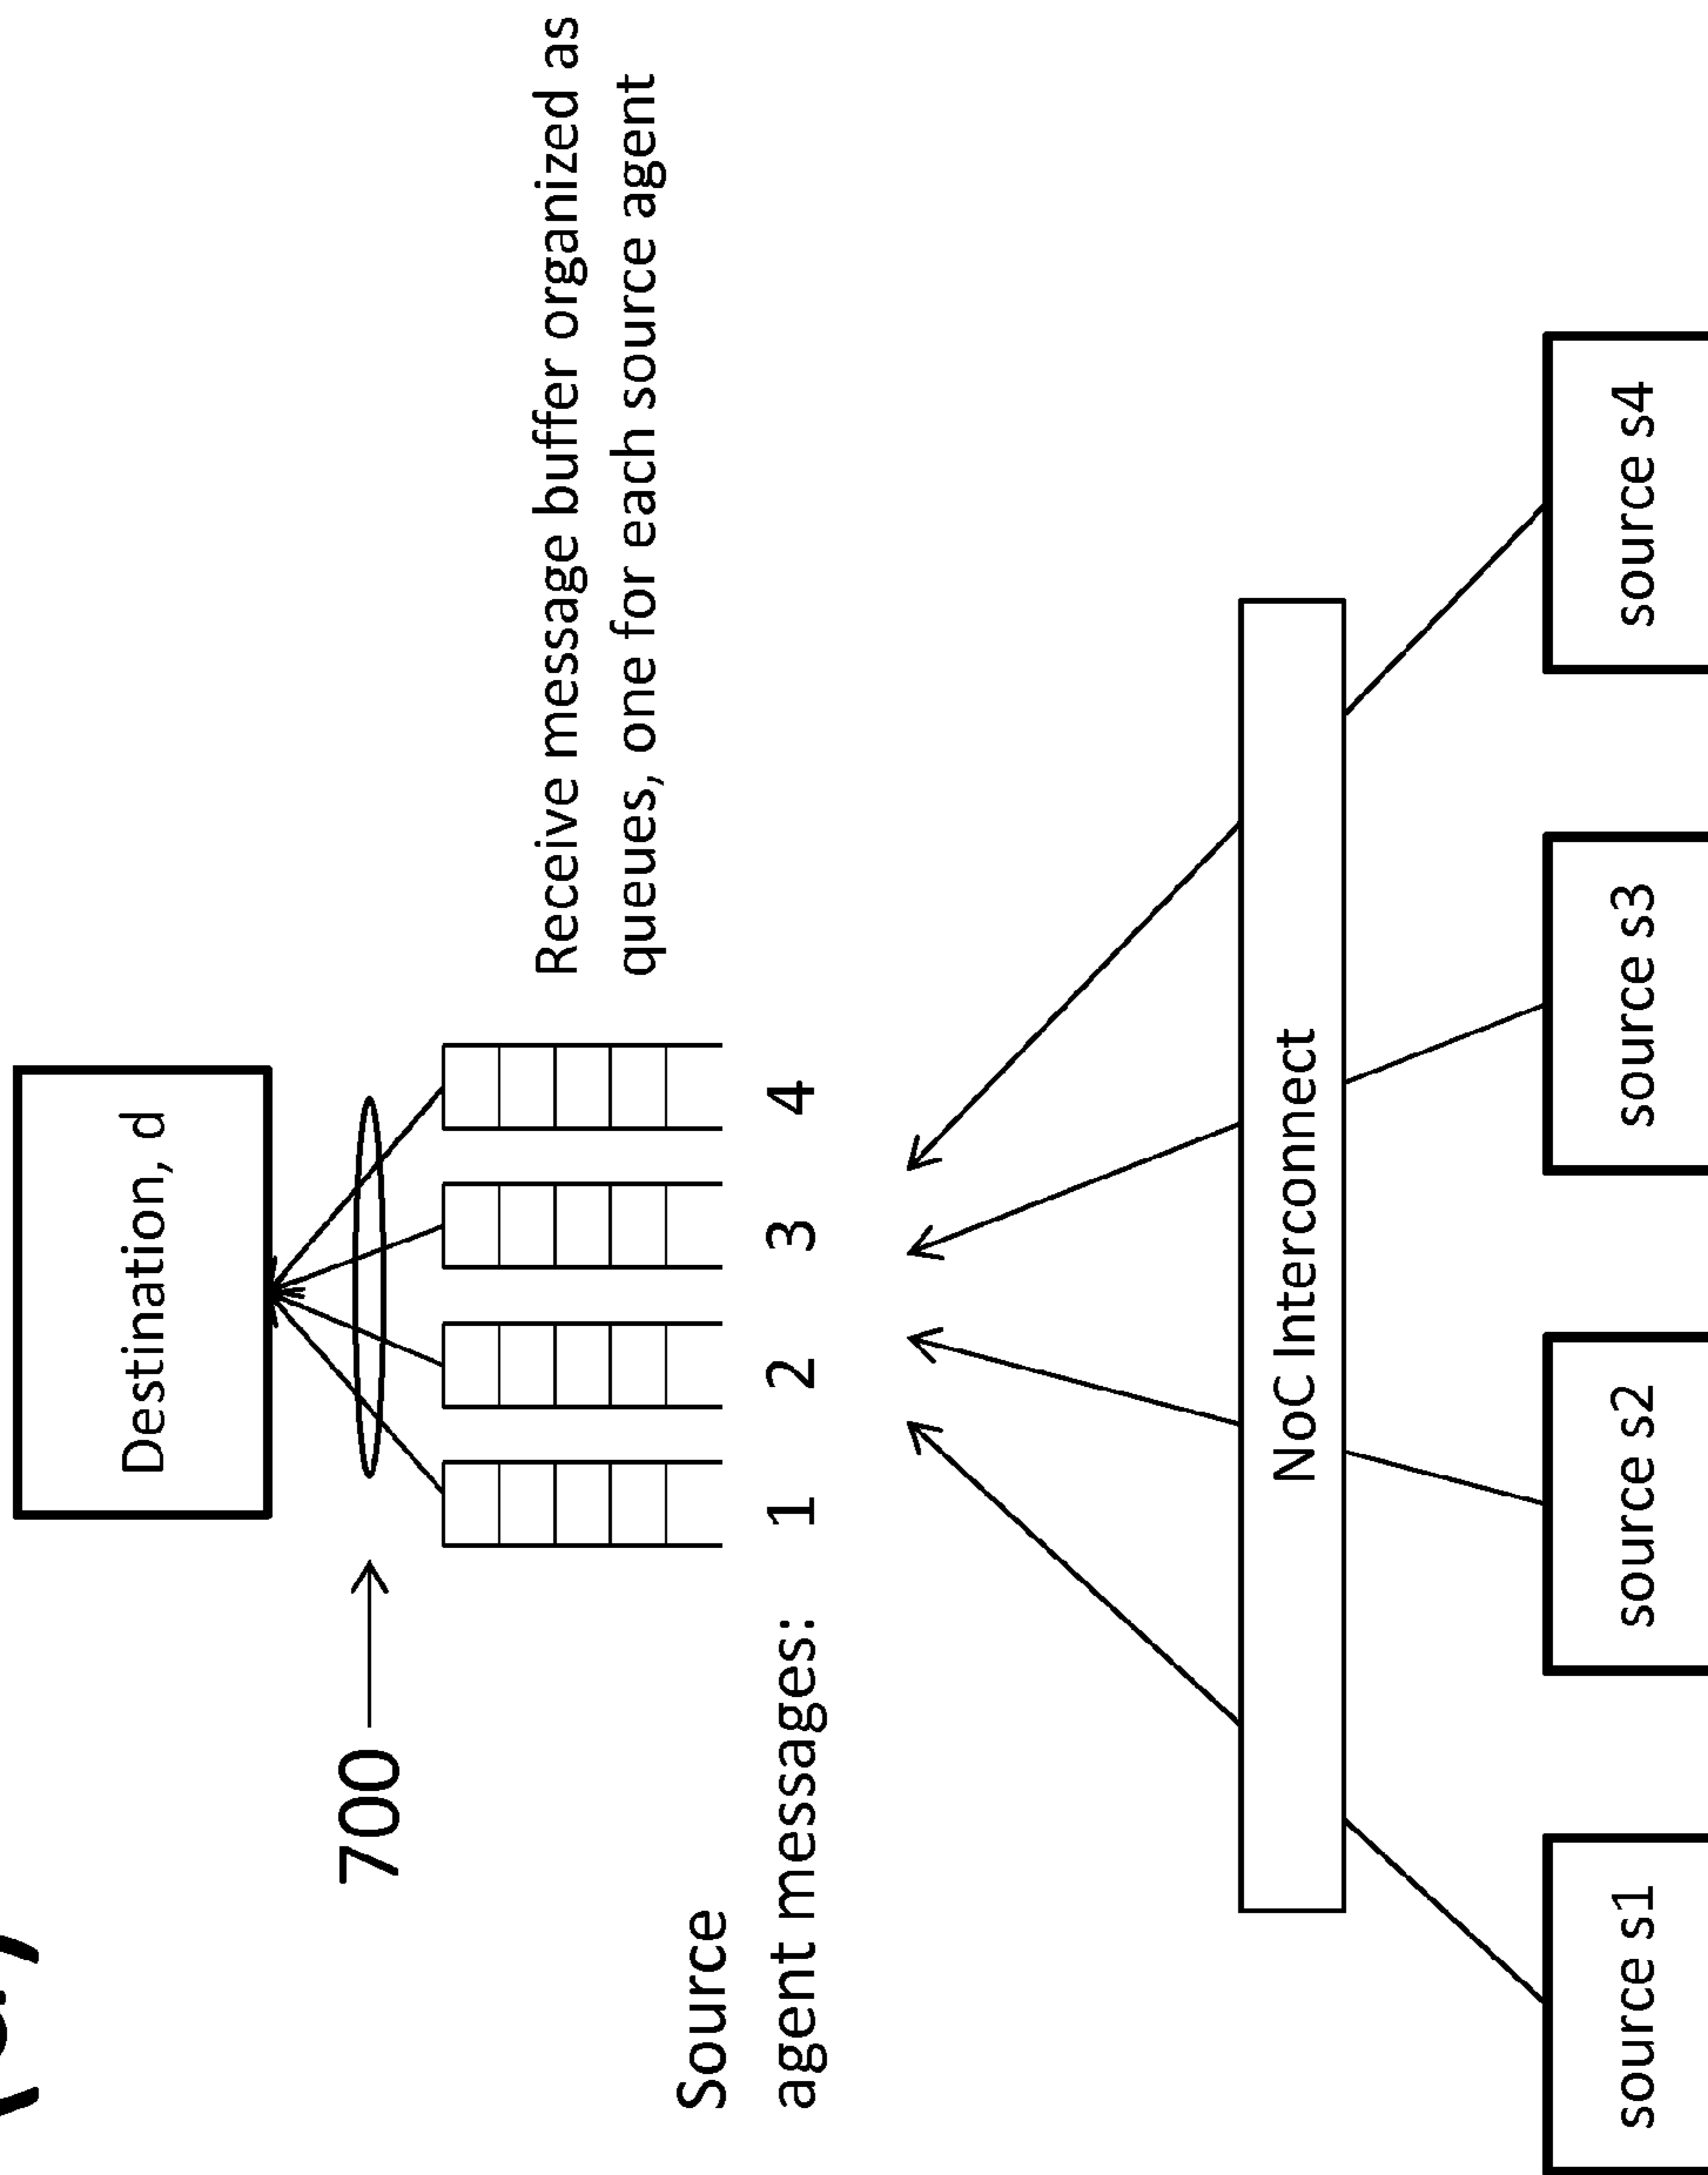 Destination, d
700
Receive message buffer organized as
queues, one for each source agent
Source
agent messages: 1 2 3 4
NoC Interconnect
source s1
source s2
source s3
source s4